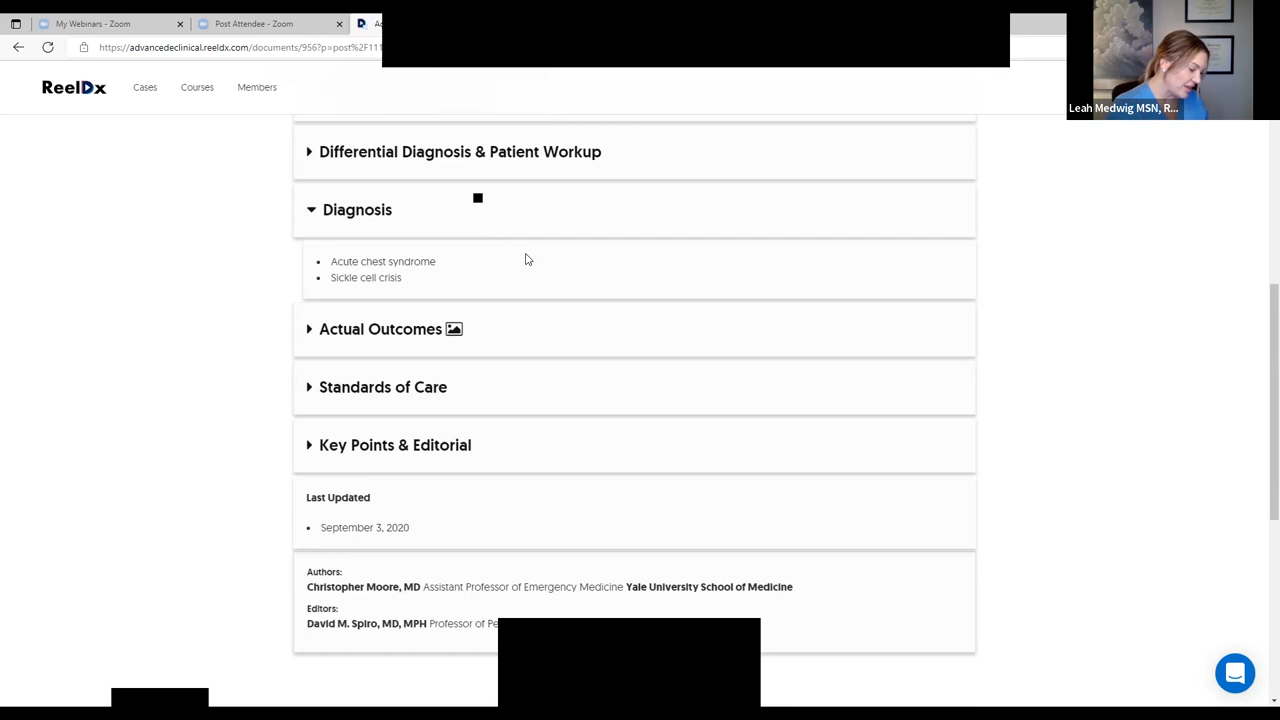 My Webinars - Zoom
Post Attendee - Zoom
https://advancedeclinical.reeldx.com/documents/956?p=post%2F111
ReelDx
Cases
Courses
Members
Leah Medwig MSN, R...
Differential Diagnosis & Patient Workup
Diagnosis
Acute chest syndrome
Sickle cell crisis
Actual Outcomes
Standards of Care
Key Points & Editorial
Last Updated
September 3, 2020
Authors:
Christopher Moore, MD Assistant Professor of Emergency Medicine Yale University School of Medicine
Editors:
David M. Spiro, MD, MPH Professor of